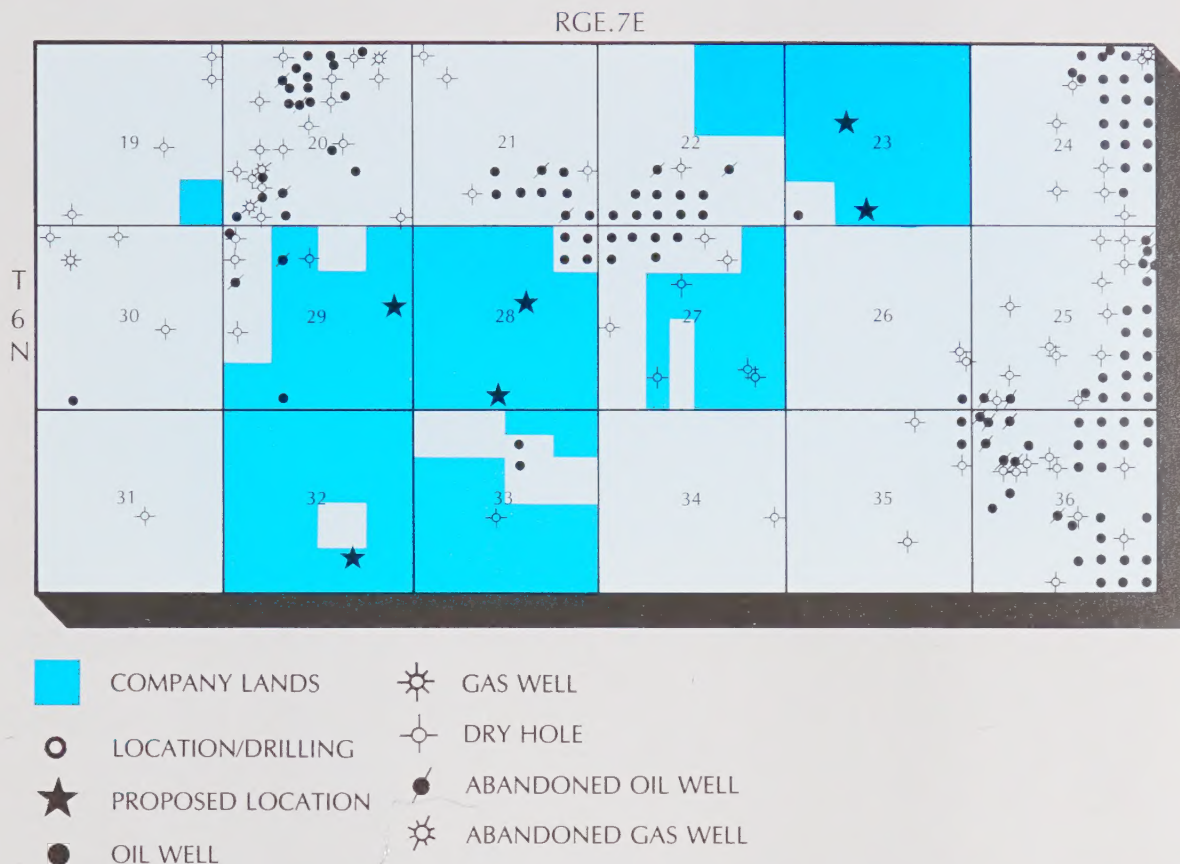 RGE.7E
19 20 21 22 23 24
T
6
N
30 29 28 27 26 25
31 32 33 34 35 36
COMPANY LANDS
LOCATION/DRILLING
PROPOSED LOCATION
OIL WELL
GAS WELL
DRY HOLE
ABANDONED OIL WELL
ABANDONED GAS WELL